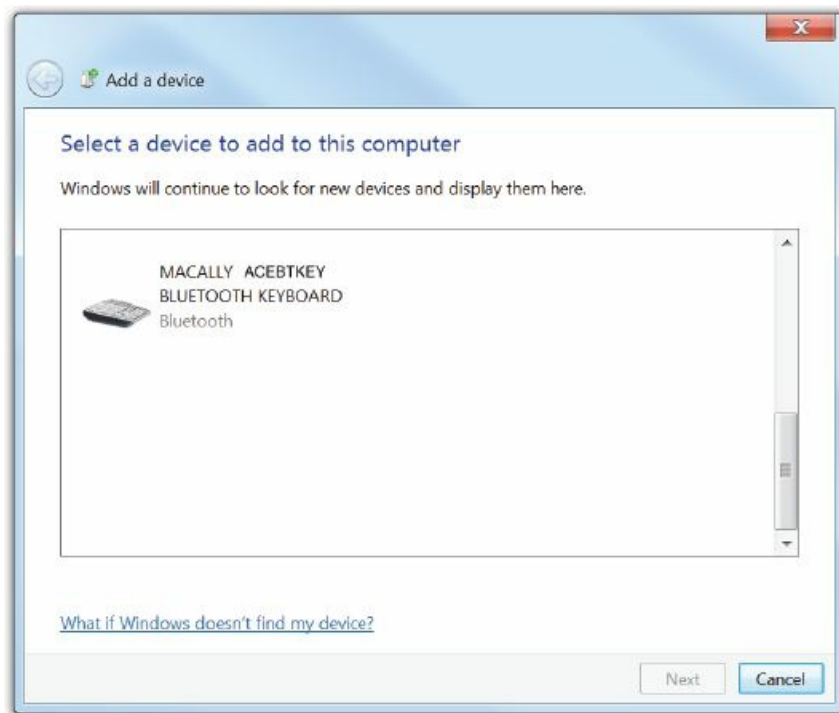 Add a device
Select a device to add to this computer
Windows will continue to look for new devices and display them here.
MACALLY ACEBTKEY
BLUETOOTH KEYBOARD
Bluetooth
What if Windows doesn't find my device?
Next
Cancel